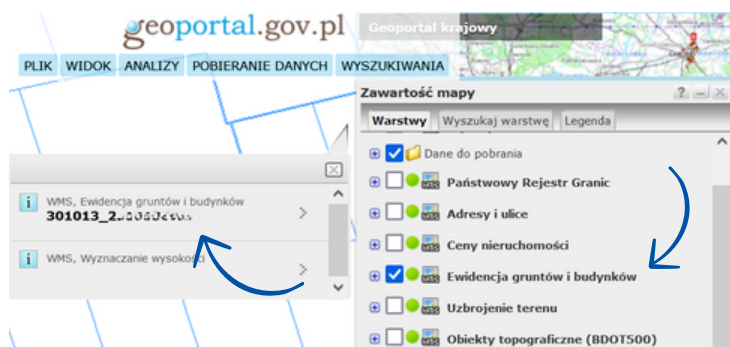 geoportal.gov.pl
Geoportal krajowy
PLIK WIDOK ANALIZY POBIERANIE DANYCH WYSZUKIWANIA
Zawartość mapy
Warstwy Wyszukaj warstwę Legenda
Dane do pobrania
Państwowy Rejestr Granic
Adresy i ulice
Ceny nieruchomości
Ewidencja gruntów i budynków
Uzbrojenie terenu
Obiekty topograficzne (BDOT500)
WMS, Ewidencja gruntów i budynków
WMS, Wyznaczanie wysokości